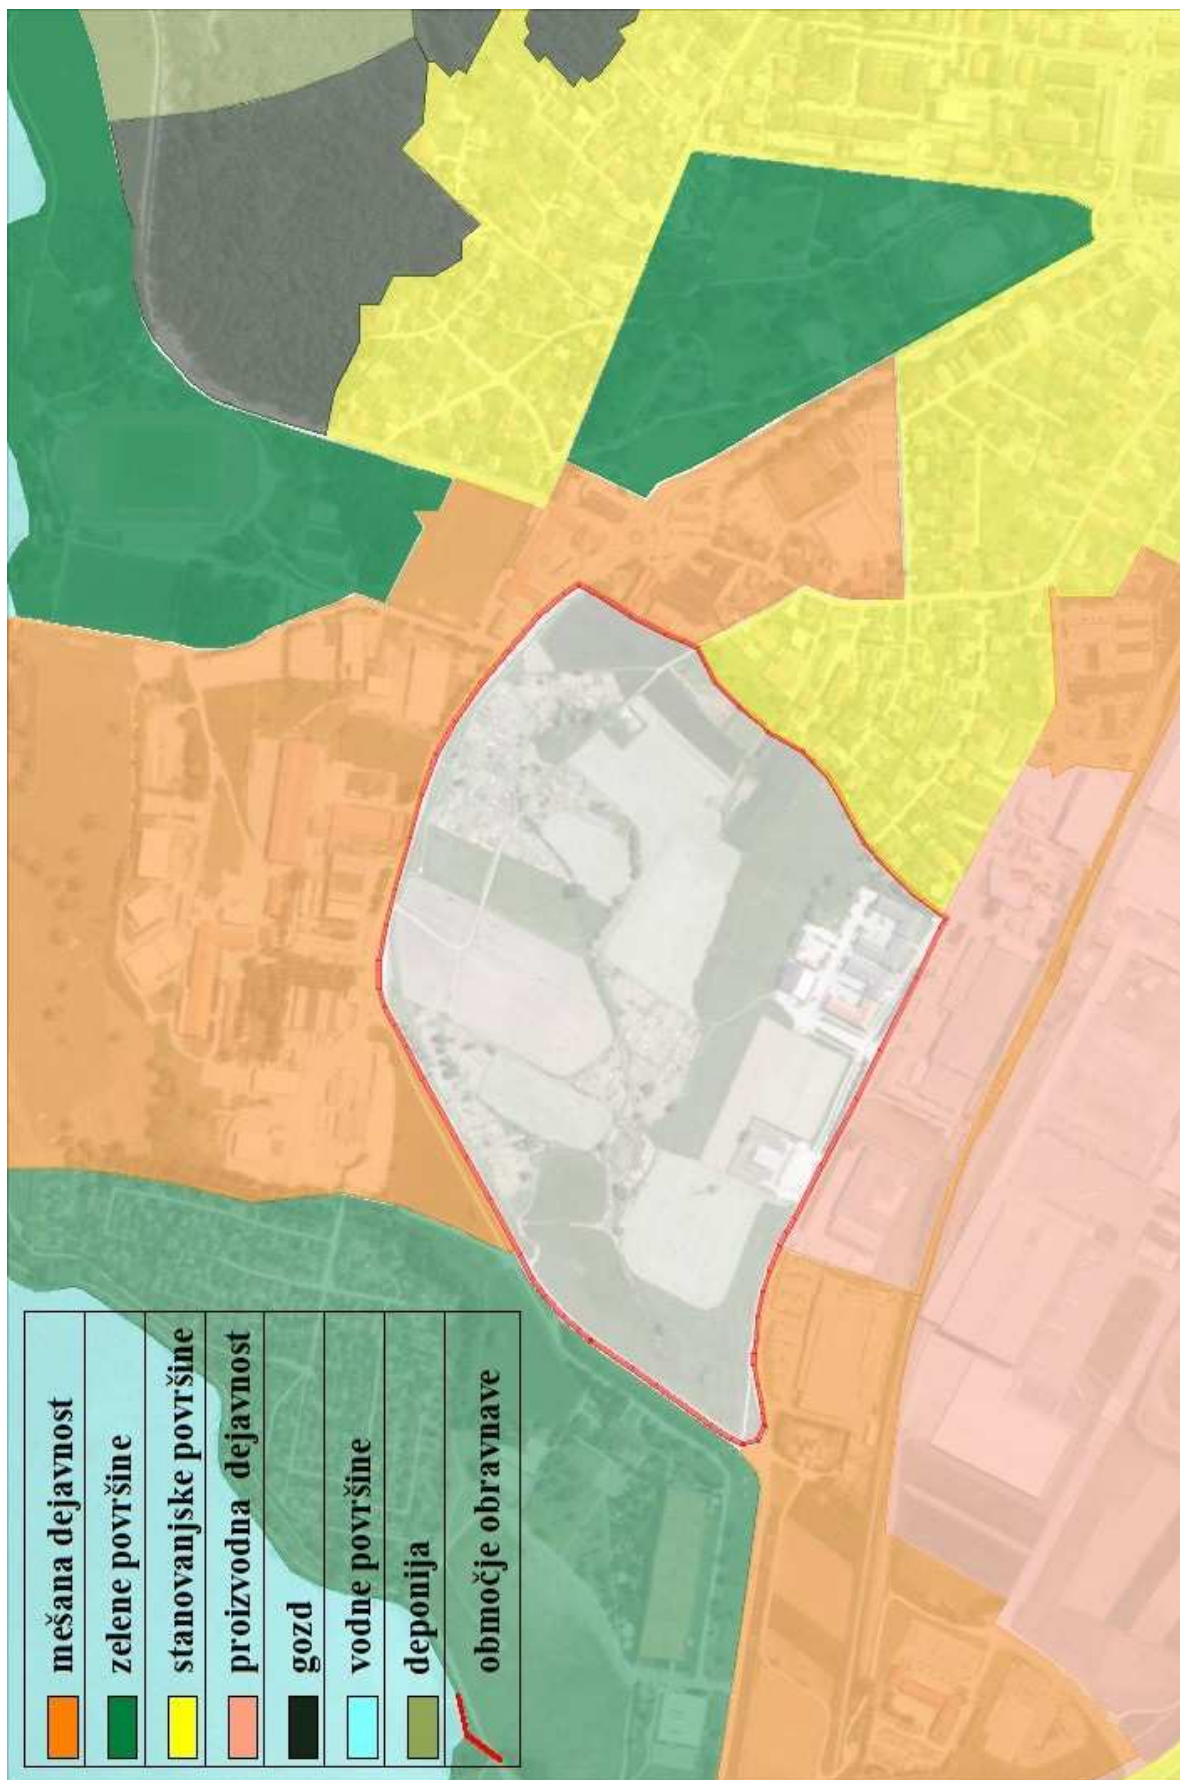 mešana dejavnost
zelene površine
stanovanjske površine
proizvodna dejavnost
gozd
vodne površine
deponija
območje obravnave